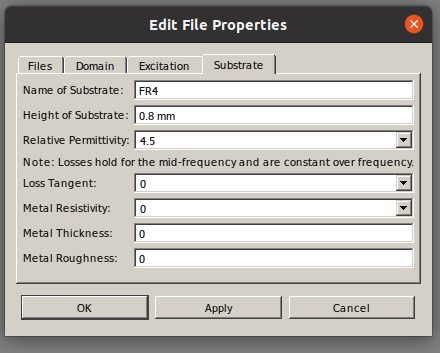 Edit File Properties
Files Domain Excitation Substrate
Name of Substrate: FR4
Height of Substrate: 0.8 mm
Relative Permittivity: 4.5
Note: Losses hold for the mid-frequency and are constant over frequency.
Loss Tangent: 0
Metal Resistivity: 0
Metal Thickness: 0
Metal Roughness: 0
OK Apply Cancel